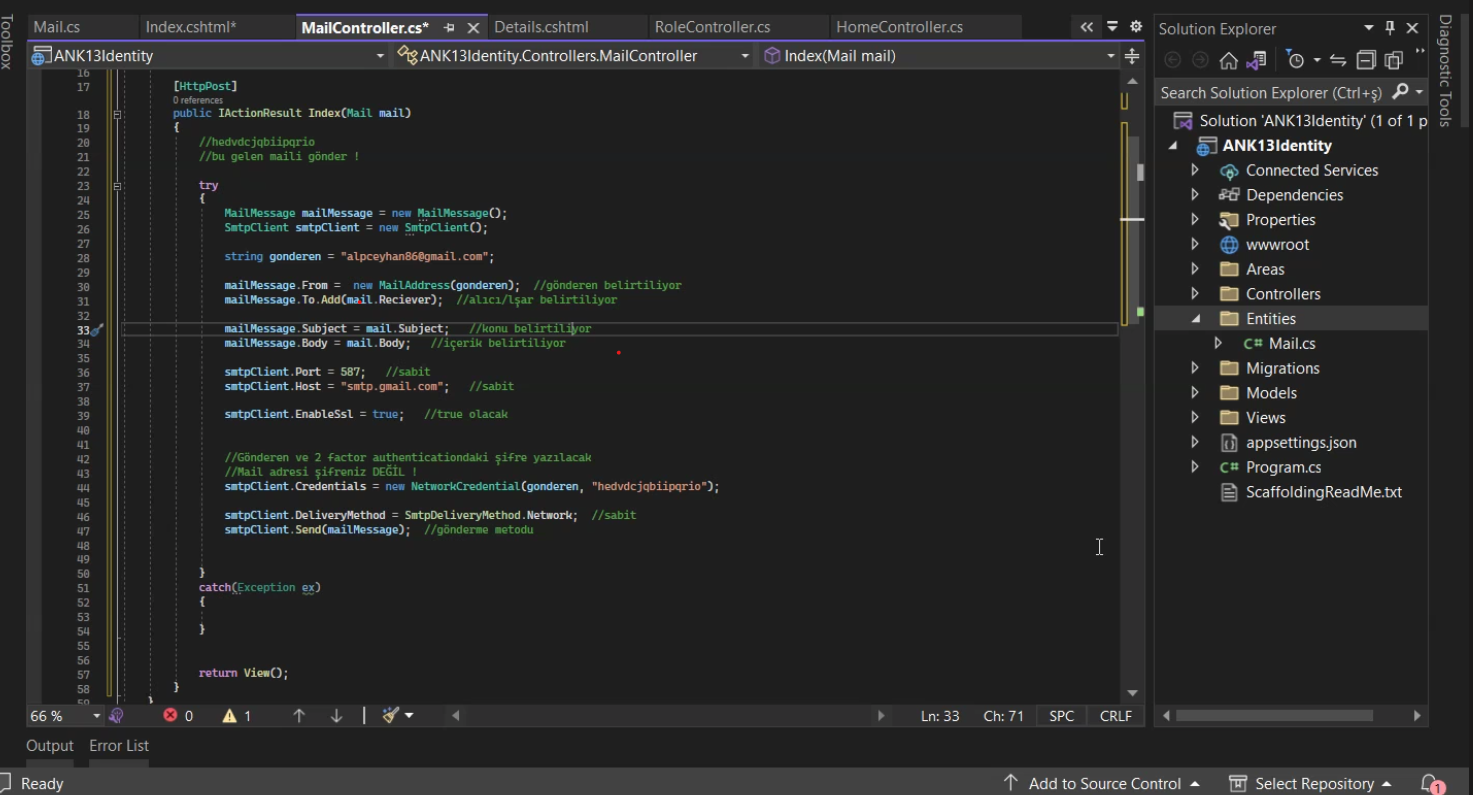 Toolbox
Mail.cs
Index.cshtml*
MailController.cs*
Details.cshtml
RoleController.cs
HomeController.cs
ANK13Identity
ANK13Identity.Controllers.MailController
Index(Mail mail)
16
17 [HttpPost]
0 references
18 public IActionResult Index(Mail mail)
19 {
20 //hedvdcjqbiipqrio
21 //bu gelen maili gönder !
22
23 try
24 {
25 MailMessage mailMessage = new MailMessage();
26 SmtpClient smtpClient = new SmtpClient();
27
28 string gonderen = "alpceyhan86@gmail.com";
29
30 mailMessage.From = new MailAddress(gonderen); //gönderen belirtiliyor
31 mailMessage.To.Add(mail.Reciever); //alıcı/lşar belirtiliyor
32
33 mailMessage.Subject = mail.Subject; //konu belirtiliyor
34 mailMessage.Body = mail.Body; //içerik belirtiliyor
35
36 smtpClient.Port = 587; //sabit
37 smtpClient.Host = "smtp.gmail.com"; //sabit
38
39 smtpClient.EnableSsl = true; //true olacak
40
41
42 //Gönderen ve 2 factor authenticationdaki şifre yazılacak
43 //Mail adresi şifreniz DEĞİL !
44 smtpClient.Credentials = new NetworkCredential(gonderen, "hedvdcjqbiipqrio");
45
46 smtpClient.DeliveryMethod = SmtpDeliveryMethod.Network; //sabit
47 smtpClient.Send(mailMessage); //gönderme metodu
48
49
50 }
51 catch(Exception ex)
52 {
53
54 }
55
56
57 return View();
58 }
59 }
66 %
0
1
Ln: 33
Ch: 71
SPC
CRLF
Solution Explorer
Search Solution Explorer (Ctrl+ş)
Solution 'ANK13Identity' (1 of 1 p
ANK13Identity
Connected Services
Dependencies
Properties
wwwroot
Areas
Controllers
Entities
C# Mail.cs
Migrations
Models
Views
appsettings.json
C# Program.cs
ScaffoldingReadMe.txt
Diagnostic Tools
Output
Error List
Ready
Add to Source Control
Select Repository
1